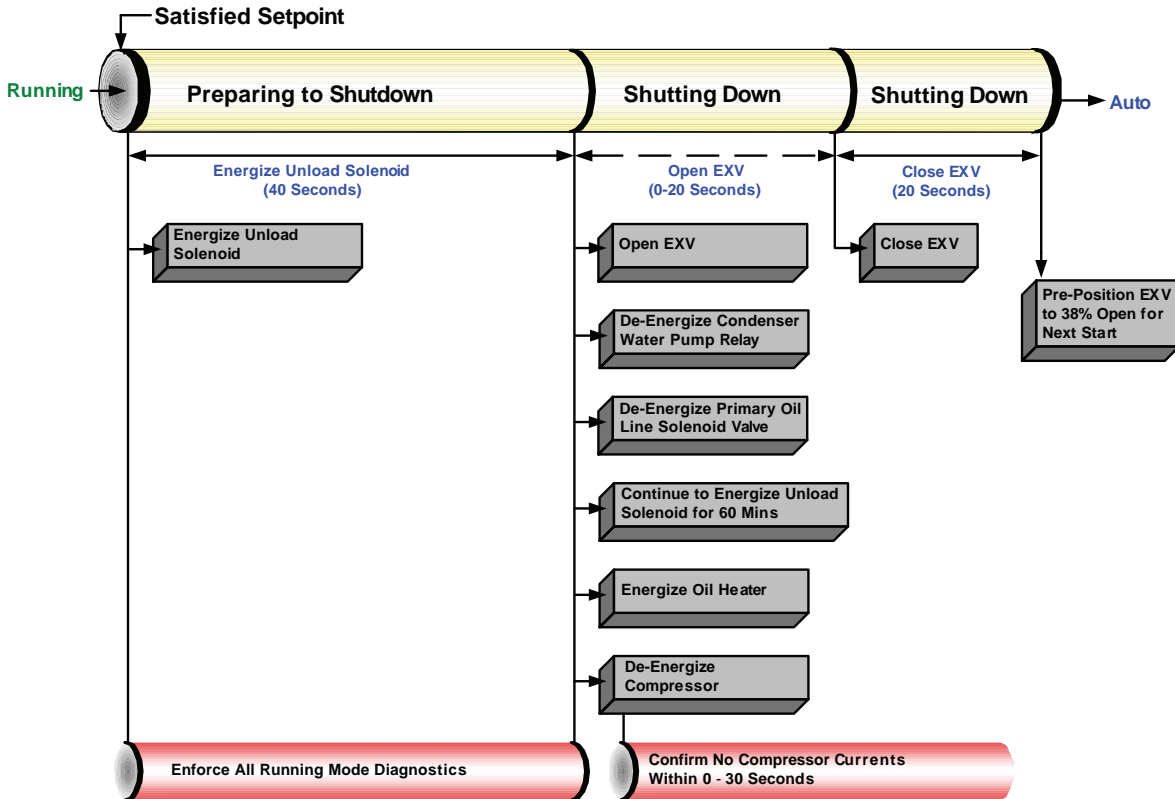 Satisfied Setpoint
Running
Preparing to Shutdown
Shutting Down
Shutting Down
Auto
Energize Unload Solenoid
(40 Seconds)
Open EXV
(0-20 Seconds)
Close EXV
(20 Seconds)
Energize Unload
Solenoid
Open EXV
Close EXV
Pre-Position EXV
to 38% Open for
Next Start
De-Energize Condenser
Water Pump Relay
De-Energize Primary Oil
Line Solenoid Valve
Continue to Energize Unload
Solenoid for 60 Mins
Energize Oil Heater
De-Energize
Compressor
Enforce All Running Mode Diagnostics
Confirm No Compressor Currents
Within 0 - 30 Seconds